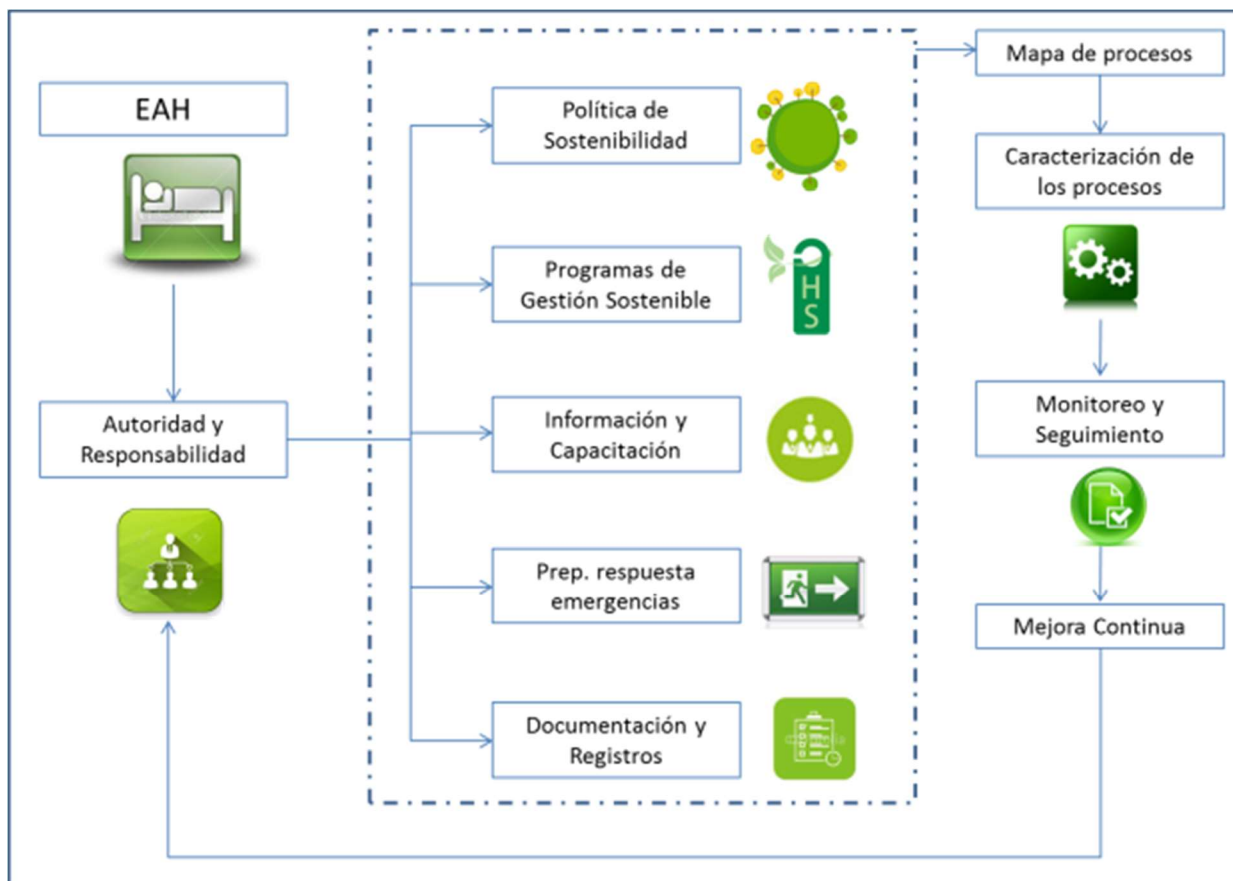 EAH
Autoridad y
Responsabilidad
Política de
Sostenibilidad
Programas de
Gestión Sostenible
H
S
Información y
Capacitación
Prep. respuesta
emergencias
Documentación y
Registros
Mapa de procesos
Caracterización de
los procesos
Monitoreo y
Seguimiento
Mejora Continua